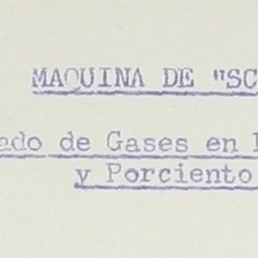 MAQUINA DE "SC
ado de Gases en
y Porciento